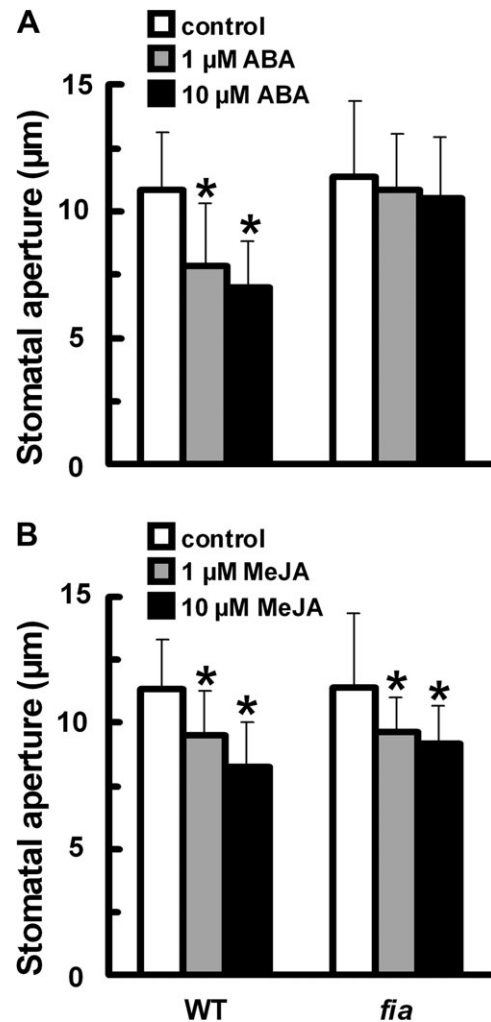 A
control
1 µM ABA
10 µM ABA
Stomatal aperture (µm)
15
10
5
0
B
control
1 µM MeJA
10 µM MeJA
Stomatal aperture (µm)
15
10
5
0
* * 
* * * *
WT fia